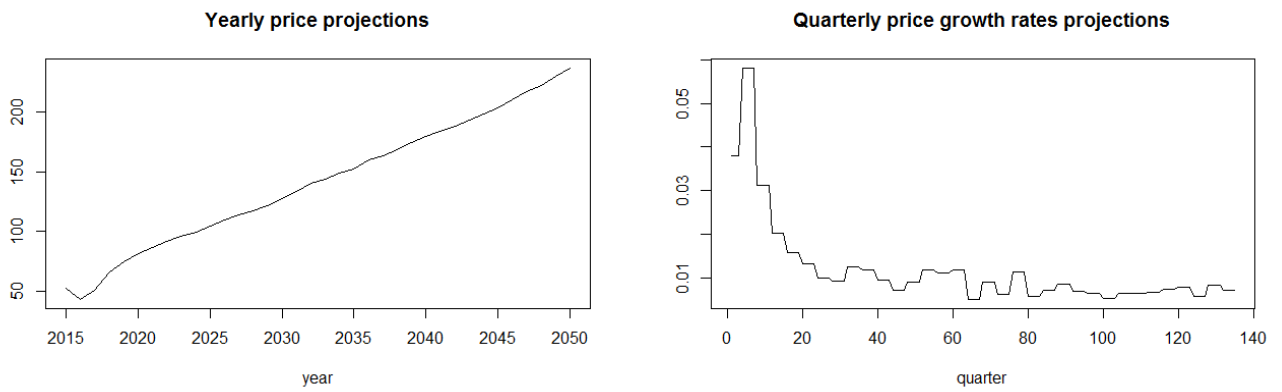 Yearly price projections
200
150
100
50
2015 2020 2025 2030 2035 2040 2045 2050
year
Quarterly price growth rates projections
0.05
0.03
0.01
0 20 40 60 80 100 120 140
quarter